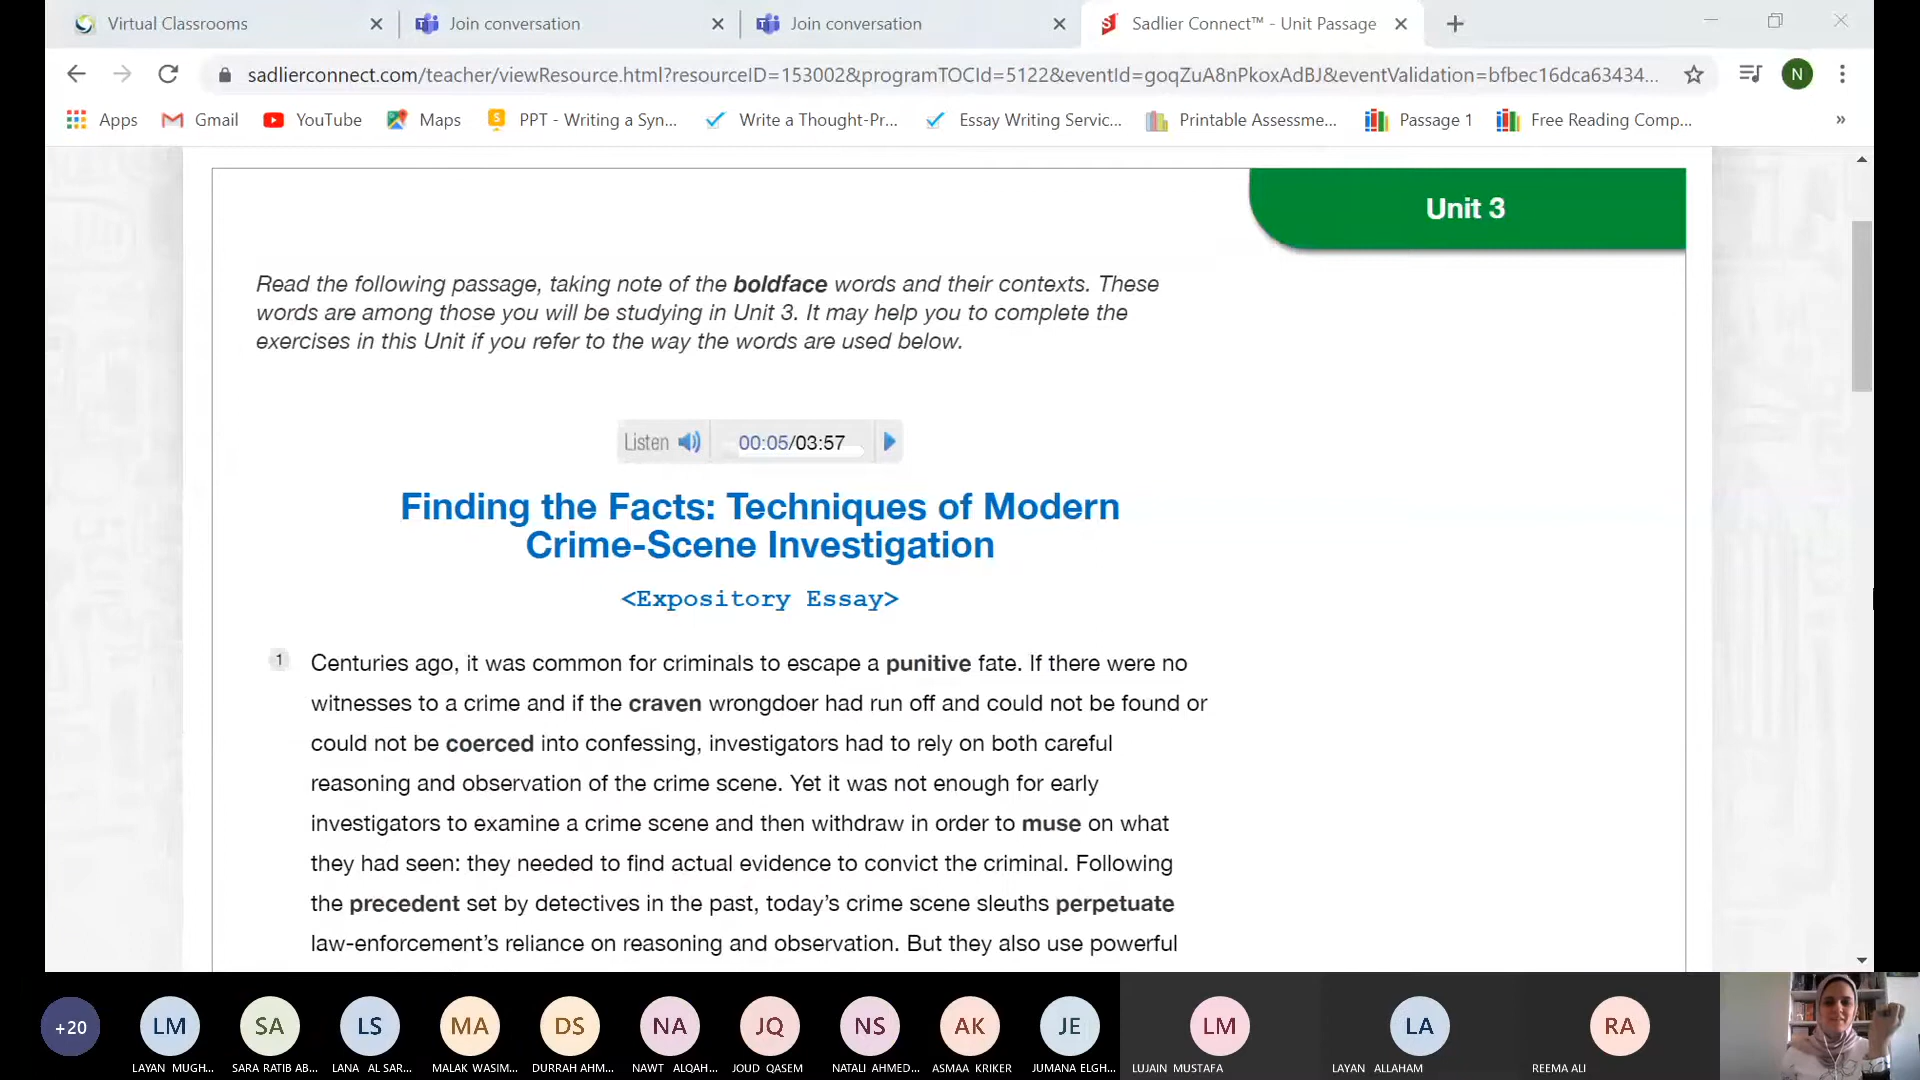 Virtual Classrooms
Join conversation
Join conversation
Sadlier Connect™ - Unit Passage
sadlierconnect.com/teacher/viewResource.html?resourceID=153002&programTOCId=5122&eventId=goqZuA8nPkoxAdBJ&eventValidation=bfbec16dca63434...
N
Apps
Gmail
YouTube
Maps
PPT - Writing a Syn...
Write a Thought-Pr...
Essay Writing Servic...
Printable Assessme...
Passage 1
Free Reading Comp...
»
Unit 3
Read the following passage, taking note of the boldface words and their contexts. These
words are among those you will be studying in Unit 3. It may help you to complete the
exercises in this Unit if you refer to the way the words are used below.
Listen 00:05/03:57
Finding the Facts: Techniques of Modern
Crime-Scene Investigation
<Expository Essay>
1 Centuries ago, it was common for criminals to escape a punitive fate. If there were no
witnesses to a crime and if the craven wrongdoer had run off and could not be found or
could not be coerced into confessing, investigators had to rely on both careful
reasoning and observation of the crime scene. Yet it was not enough for early
investigators to examine a crime scene and then withdraw in order to muse on what
they had seen: they needed to find actual evidence to convict the criminal. Following
the precedent set by detectives in the past, today's crime scene sleuths perpetuate
law-enforcement's reliance on reasoning and observation. But they also use powerful
+20 LM SA LS MA DS NA JQ NS AK JE LM LA RA
LAYAN MUGH... SARA RATIB AB... LANA AL SAR... MALAK WASIM... DURRAH AHM... NAWT ALQAH... JOUD QASEM NATALI AHMED... ASMAA KRIKER JUMANA ELGH... LUJAIN MUSTAFA LAYAN ALLAHAM REEMA ALI